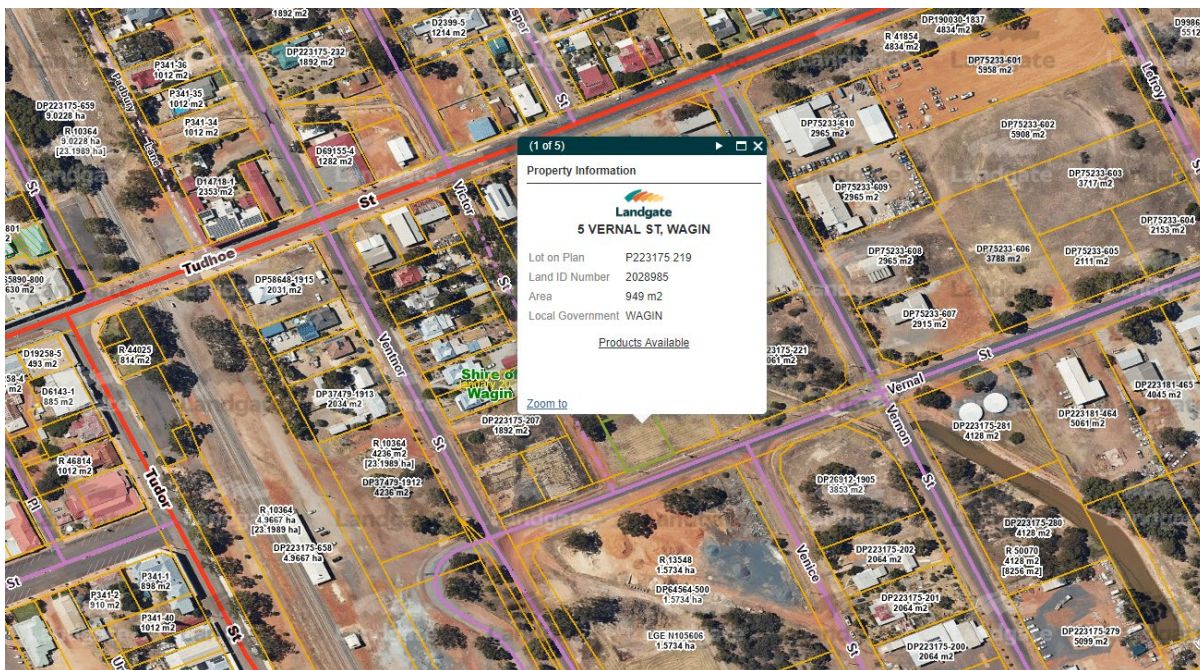 1892 m2
D2399-5
1214 m2
DP190030-1837
4834 m2
R 41854
4834 m2
DP223175-232
1892 m2
P341-36
1012 m2
DP75233-601
5958 m2
Padbury
Lane
P341-35
1012 m2
St
Lefroy
DP223175-659
9.0228 ha
R 10364
9.0228 ha
[23.1989 ha]
P341-34
1012 m2
DP75233-610
2965 m2
DP75233-602
5908 m2
D69155-4
1282 m2
(1 of 5)
Property Information
Landgate
5 VERNAL ST, WAGIN
Lot on Plan P223175 219
Land ID Number 2028985
Area 949 m2
Local Government WAGIN
Products Available
Zoom to
D14718-1
2353 m2
DP75233-603
3717 m2
St
Victor
St
DP75233-609
2965 m2
St
DP75233-604
2153 m2
Tudhoe
DP75233-608
2965 m2
DP75233-606
3788 m2
DP75233-605
2111 m2
DP58648-1915
2031 m2
DP75233-607
2915 m2
D19258-5
493 m2
R 44025
814 m2
Ventnor
St
Shire of
Wagin
D6143-1
885 m2
DP37479-1913
2034 m2
Vernal
St
DP223181-465
4045 m2
DP223181-464
5061 m2
DP223175-207
1892 m2
Vernon
St
DP223175-281
4128 m2
R 10364
4236 m2
[23.1989 ha]
DP37479-1912
4236 m2
R 46814
1012 m2
Tudor
St
Pl
DP26912-1905
3853 m2
R 10364
4.9667 ha
[23.1989 ha]
DP223175-658
4.9667 ha
DP223175-280
4128 m2
R 50070
4128 m2
[8256 m2]
Venice
St
DP223175-202
2064 m2
R 13548
1.5734 ha
DP64564-500
1.5734 ha
St
P341-1
898 m2
P341-2
910 m2
DP223175-201
2064 m2
P341-40
1012 m2
LGE N105606
1.5734 ha
DP223175-200
2064 m2
DP223175-279
5099 m2